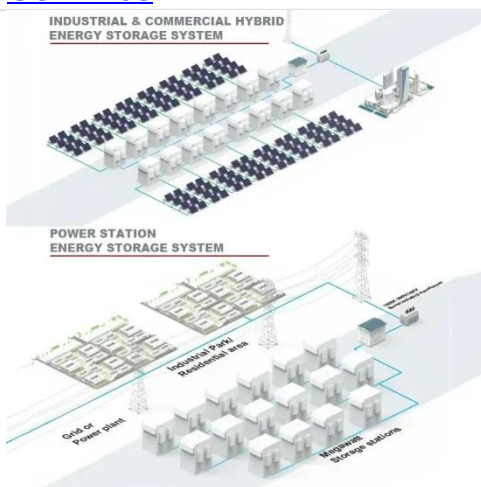 INDUSTRIAL & COMMERCIAL HYBRID
ENERGY STORAGE SYSTEM
POWER STATION
ENERGY STORAGE SYSTEM
Industrial Park/
Residential area
Grid or
Power plant
Megawatt
Storage stations